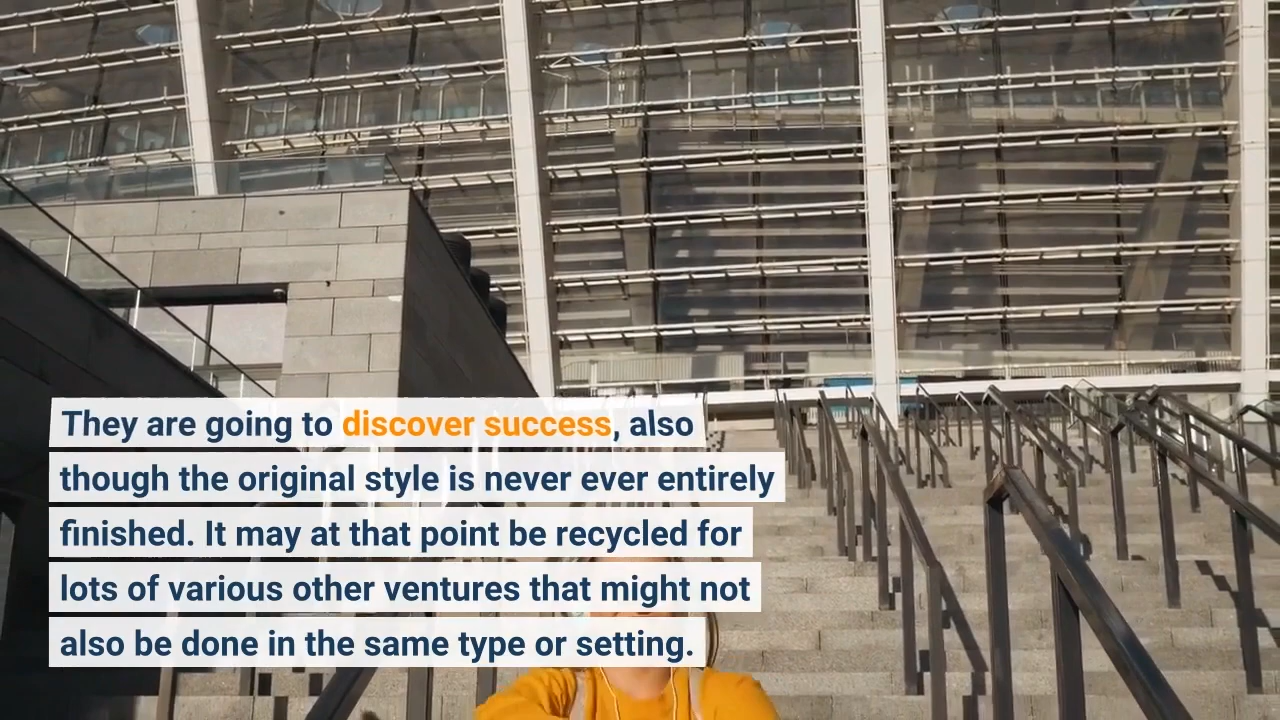 They are going to discover success, also
though the original style is never ever entirely
finished. It may at that point be recycled for
lots of various other ventures that might not
also be done in the same type or setting.